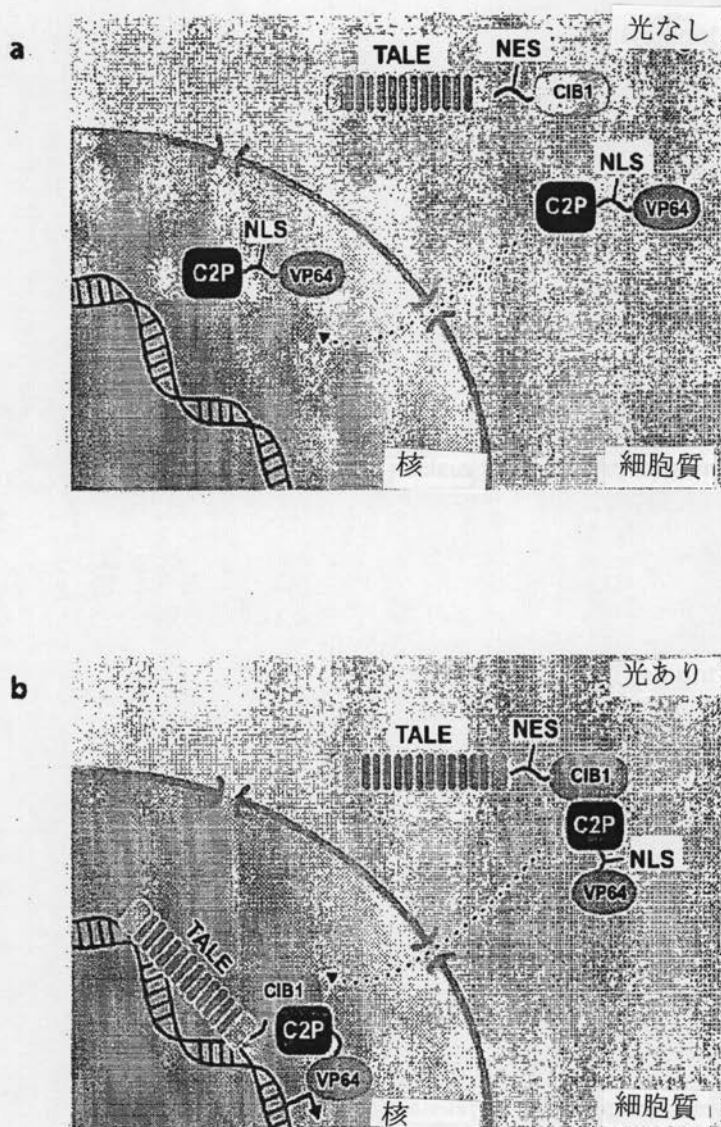 a
光なし
TALE
NES
CIB1
NLS
C2P
VP64
NLS
C2P
VP64
核
細胞質
b
光あり
TALE
NES
CIB1
C2P
NLS
VP64
TALE
CIB1
C2P
VP64
核
細胞質